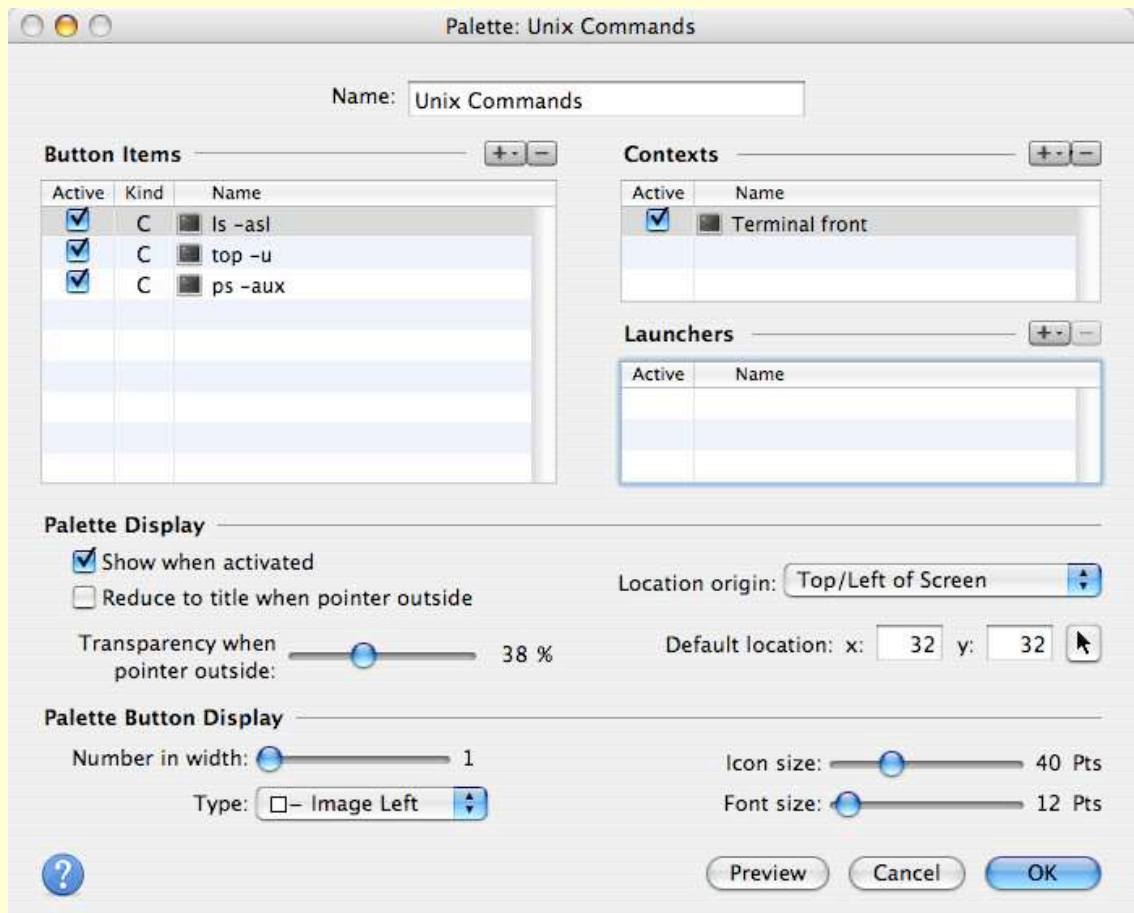 Palette: Unix Commands
Name: Unix Commands
Button Items
Active Kind Name
C ls -asl
C top -u
C ps -aux
Contexts
Active Name
Terminal front
Launchers
Active Name
Palette Display
Show when activated
Reduce to title when pointer outside
Transparency when
pointer outside:
38 %
Location origin: Top/Left of Screen
Default location: x: 32 y: 32
Palette Button Display
Number in width: 1
Type: Image Left
Icon size: 40 Pts
Font size: 12 Pts
?
Preview Cancel OK